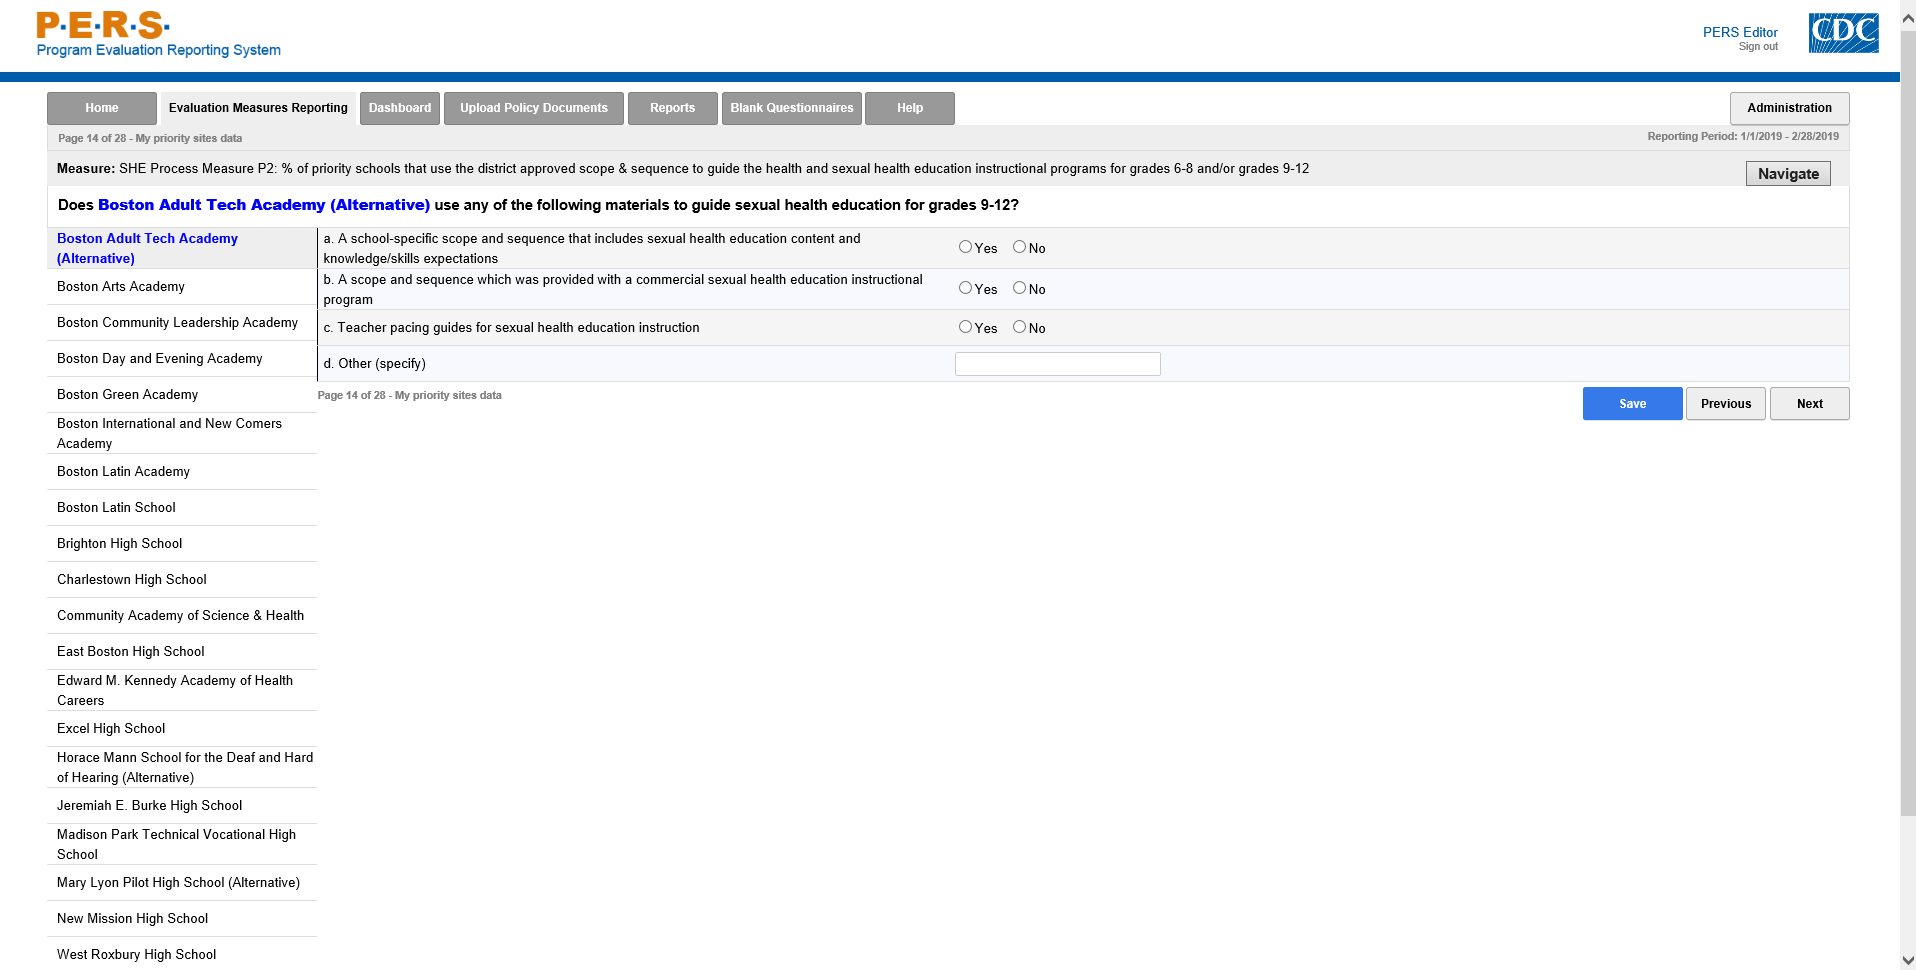 P.E.R.S.
Program Evaluation Reporting System
PERS Editor
Sign out
CDC
Home
Evaluation Measures Reporting
Dashboard
Upload Policy Documents
Reports
Blank Questionnaires
Help
Administration
Page 14 of 28 - My priority sites data
Reporting Period: 1/1/2019 - 2/28/2019
Measure: SHE Process Measure P2: % of priority schools that use the district approved scope & sequence to guide the health and sexual health education instructional programs for grades 6-8 and/or grades 9-12
Navigate
Does Boston Adult Tech Academy (Alternative) use any of the following materials to guide sexual health education for grades 9-12?
Boston Adult Tech Academy
(Alternative)
Boston Arts Academy
Boston Community Leadership Academy
Boston Day and Evening Academy
Boston Green Academy
Boston International and New Comers
Academy
Boston Latin Academy
Boston Latin School
Brighton High School
Charlestown High School
Community Academy of Science & Health
East Boston High School
Edward M. Kennedy Academy of Health
Careers
Excel High School
Horace Mann School for the Deaf and Hard
of Hearing (Alternative)
Jeremiah E. Burke High School
Madison Park Technical Vocational High
School
Mary Lyon Pilot High School (Alternative)
New Mission High School
West Roxbury High School
a. A school-specific scope and sequence that includes sexual health education content and
knowledge/skills expectations
Yes No
b. A scope and sequence which was provided with a commercial sexual health education instructional
program
Yes No
c. Teacher pacing guides for sexual health education instruction
Yes No
d. Other (specify)
Page 14 of 28 - My priority sites data
Save
Previous
Next